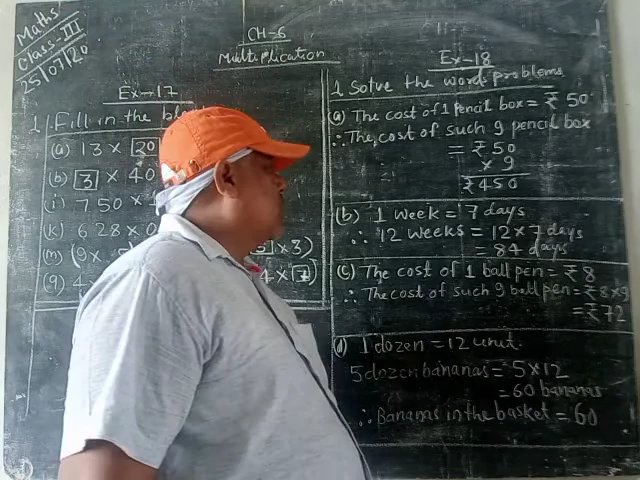 Maths
Class-III
25/07/20
CH-6
Multiplication
Ex-17
1. Fill in the
(a) 13 × 20
(b) 3 × 40
(i) 750 ×
(k) 628 × 0
(m) (9 × 5 × 3)
(q) 4 4 × 7)
Ex-18
1 Solve the word problems
(a) The cost of 1 pencil box = ₹ 50
∴ The cost of such 9 pencil box
= ₹ 50
× 9
₹450
(b) 1 week = 7 days
∴ 12 weeks = 12 × 7 days
= 84 days
(c) The cost of 1 ball pen = ₹ 8
∴ The cost of such 9 ball pen = ₹ 8×9
= ₹ 72
(d) 1 dozen = 12 unit.
5 dozen bananas = 5 × 12
= 60 bananas
∴ Bananas in the basket = 60